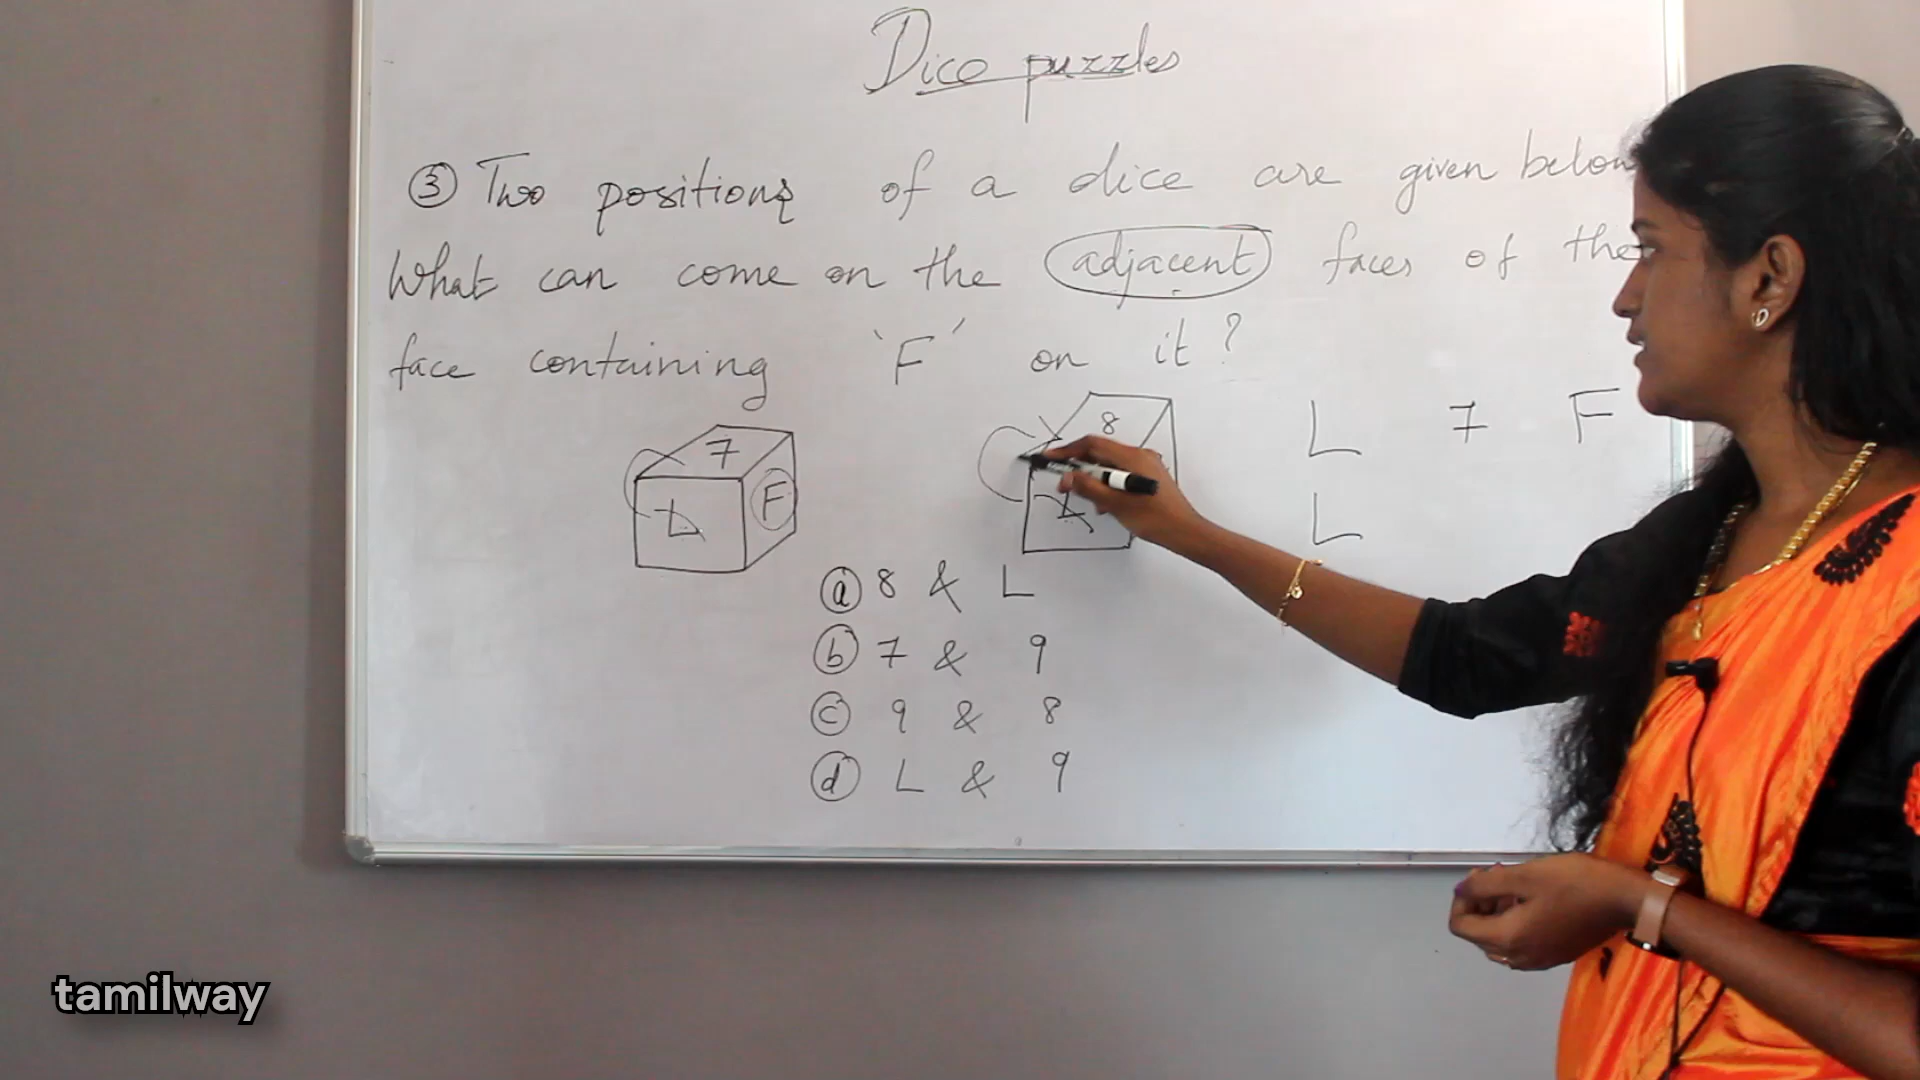 Dice puzzles
③ Two positions of a dice are given below
What can come on the adjacent faces of the
face containing 'F' on it?
7
L
F
8
L 7 F
L
ⓐ 8 & L
ⓑ 7 & 9
ⓒ 9 & 8
ⓓ L & 9
tamilway